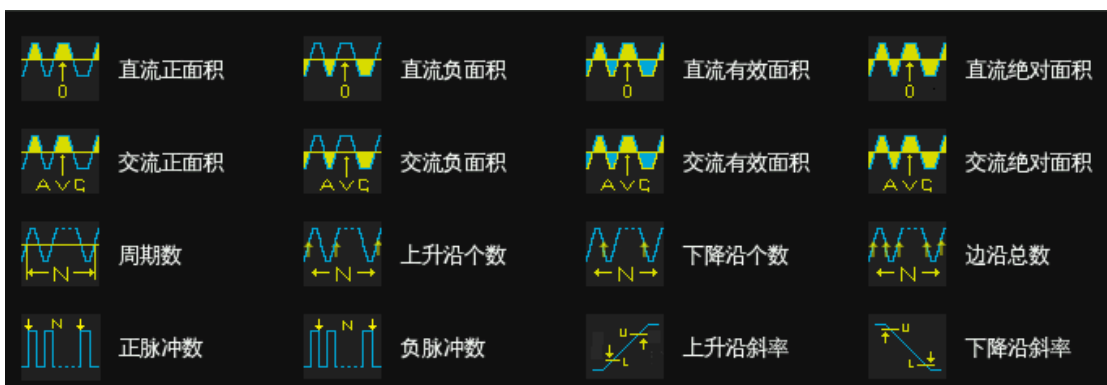 直流正面积 直流负面积 直流有效面积 直流绝对面积
0 0 0 0
交流正面积 交流负面积 交流有效面积 交流绝对面积
AVG AVG AVG AVG
周期数 上升沿个数 下降沿个数 边沿总数
N N N N
N N U U
正脉冲数 负脉冲数 上升沿斜率 下降沿斜率
L L